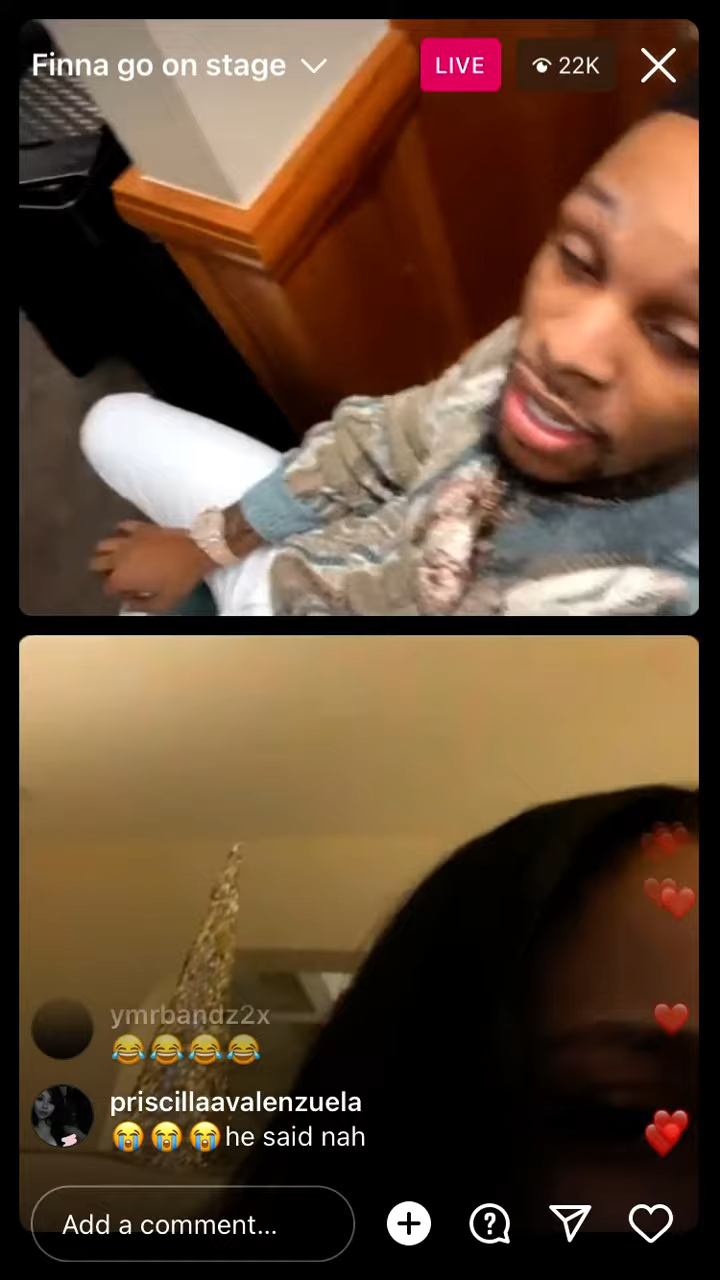 Finna go on stage
LIVE
22K
ymrbandz2x
😂😂😂😂
priscillaavalenzuela
😭😭😭he said nah
Add a comment...